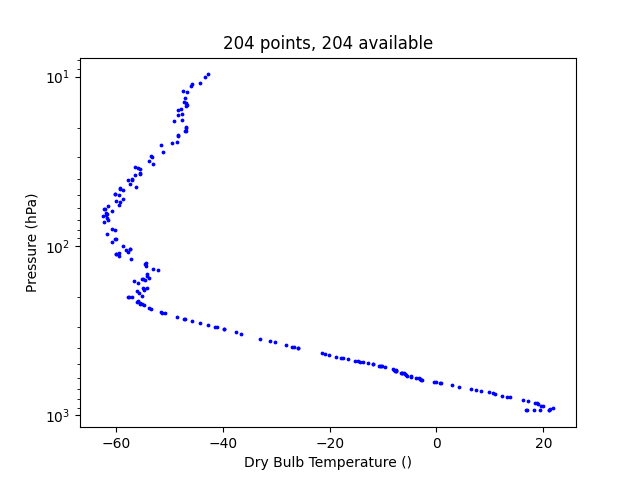 204 points, 204 available
10¹
10²
10³
Pressure (hPa)
−60
−40
−20
0
20
Dry Bulb Temperature ()